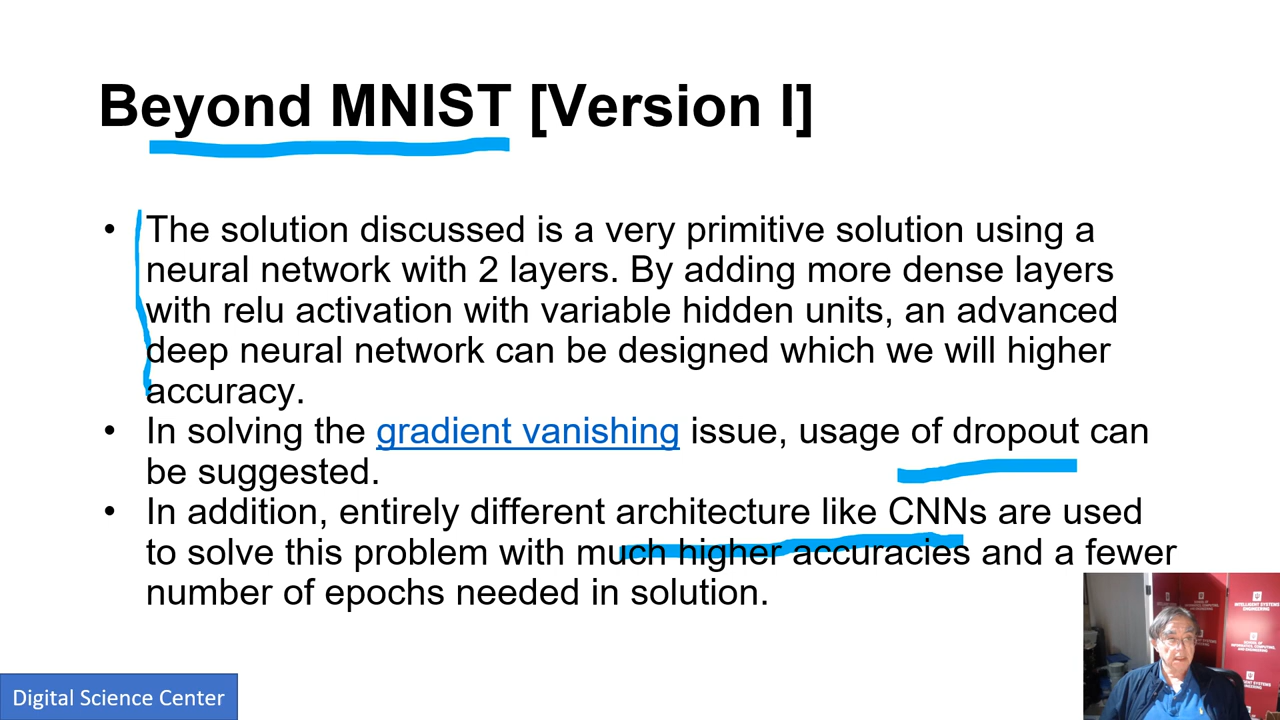 Beyond MNIST [Version I]
• The solution discussed is a very primitive solution using a
neural network with 2 layers. By adding more dense layers
with relu activation with variable hidden units, an advanced
deep neural network can be designed which we will higher
accuracy.
• In solving the gradient vanishing issue, usage of dropout can
be suggested.
• In addition, entirely different architecture like CNNs are used
to solve this problem with much higher accuracies and a fewer
number of epochs needed in solution.
INTELLIGENT SYSTEMS
ENGINEERING
Digital Science Center